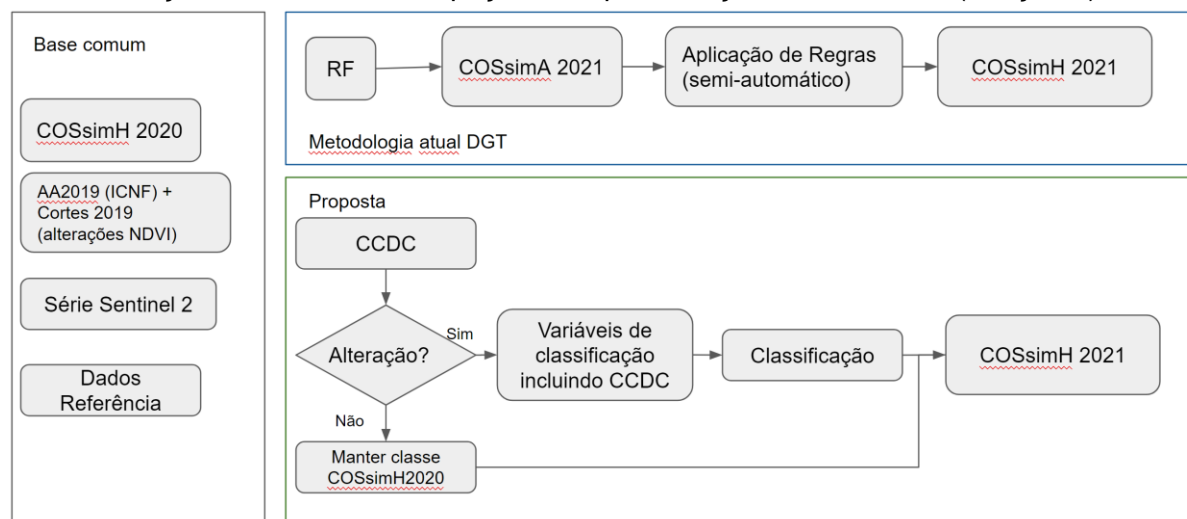 Base comum
COSsimH 2020
AA2019 (ICNF) +
Cortes 2019
(alterações NDVI)
Série Sentinel 2
Dados
Referência
RF
COSsimA 2021
Aplicação de Regras
(semi-automático)
COSsimH 2021
Metodologia atual DGT
Proposta
CCDC
Alteração?
Sim
Variáveis de
classificação
incluindo CCDC
Classificação
COSsimH 2021
Não
Manter classe
COSsimH2020